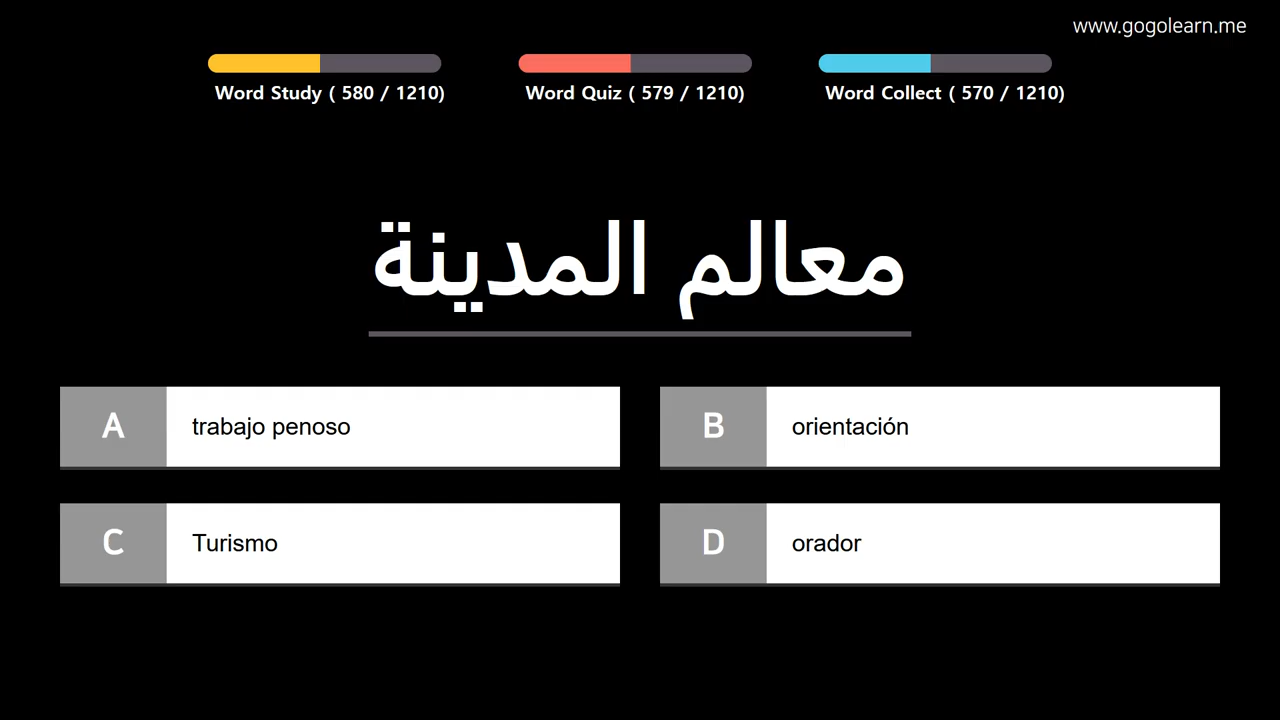 www.gogolearn.me
Word Study ( 580 / 1210)
Word Quiz ( 579 / 1210)
Word Collect ( 570 / 1210)
معالم المدينة
A
trabajo penoso
B
orientación
C
Turismo
D
orador